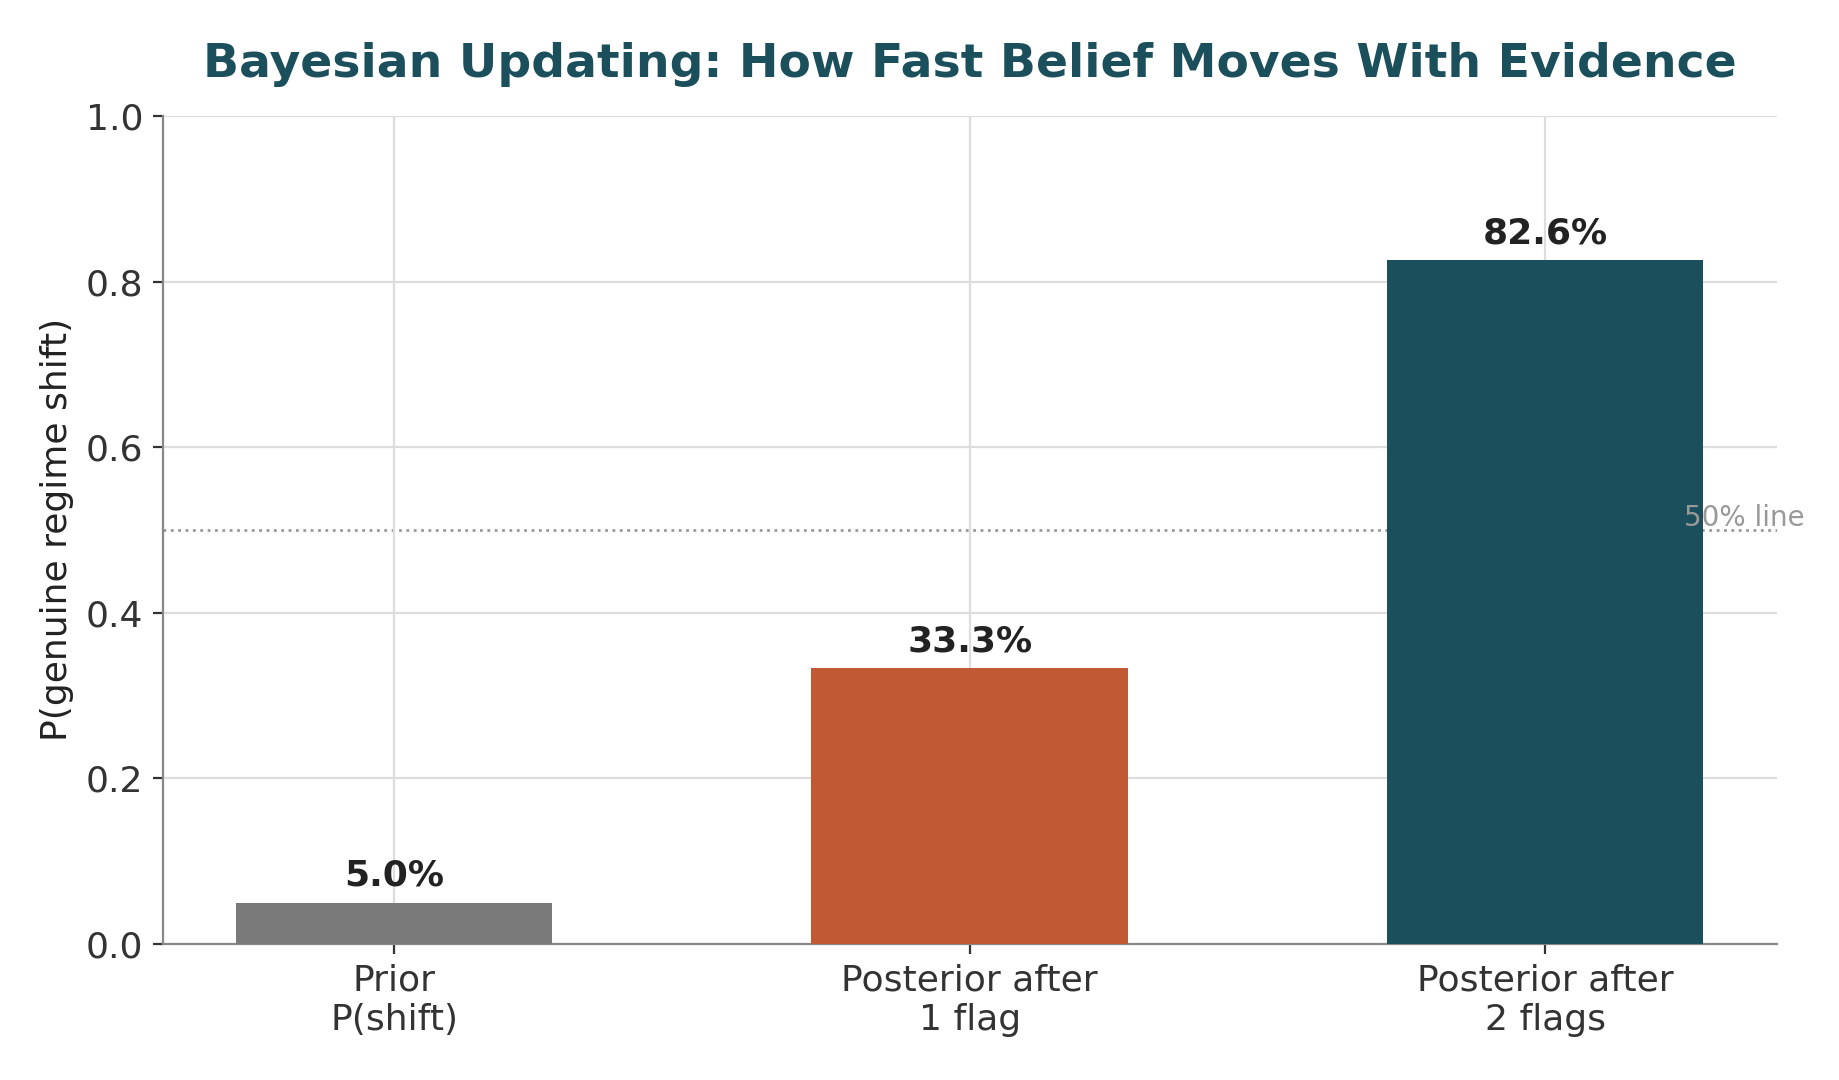 Bayesian Updating: How Fast Belief Moves With Evidence
P(genuine regime shift)
1.0
0.8
0.6
0.4
0.2
0.0
5.0%
33.3%
82.6%
50% line
Prior
P(shift)
Posterior after
1 flag
Posterior after
2 flags